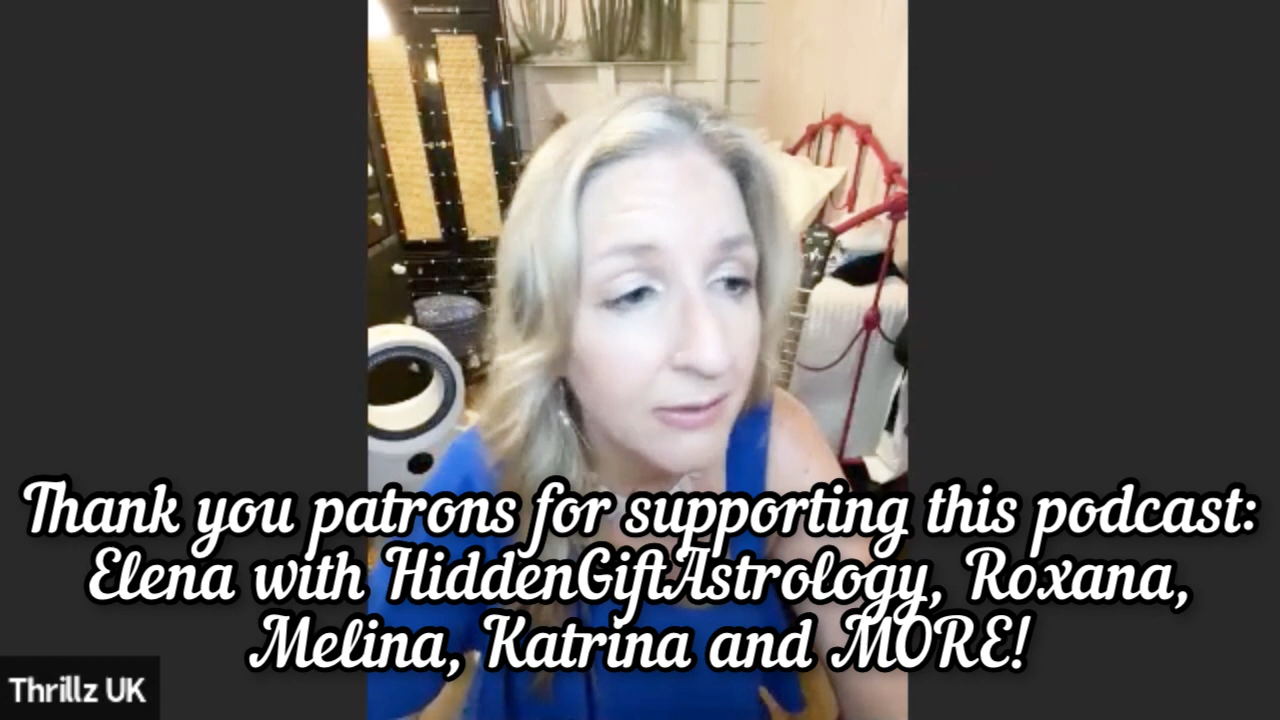 Thank you patrons for supporting this podcast:
Elena with HiddenGiftAstrology, Roxana,
Melina, Katrina and MORE!
Thrillz UK